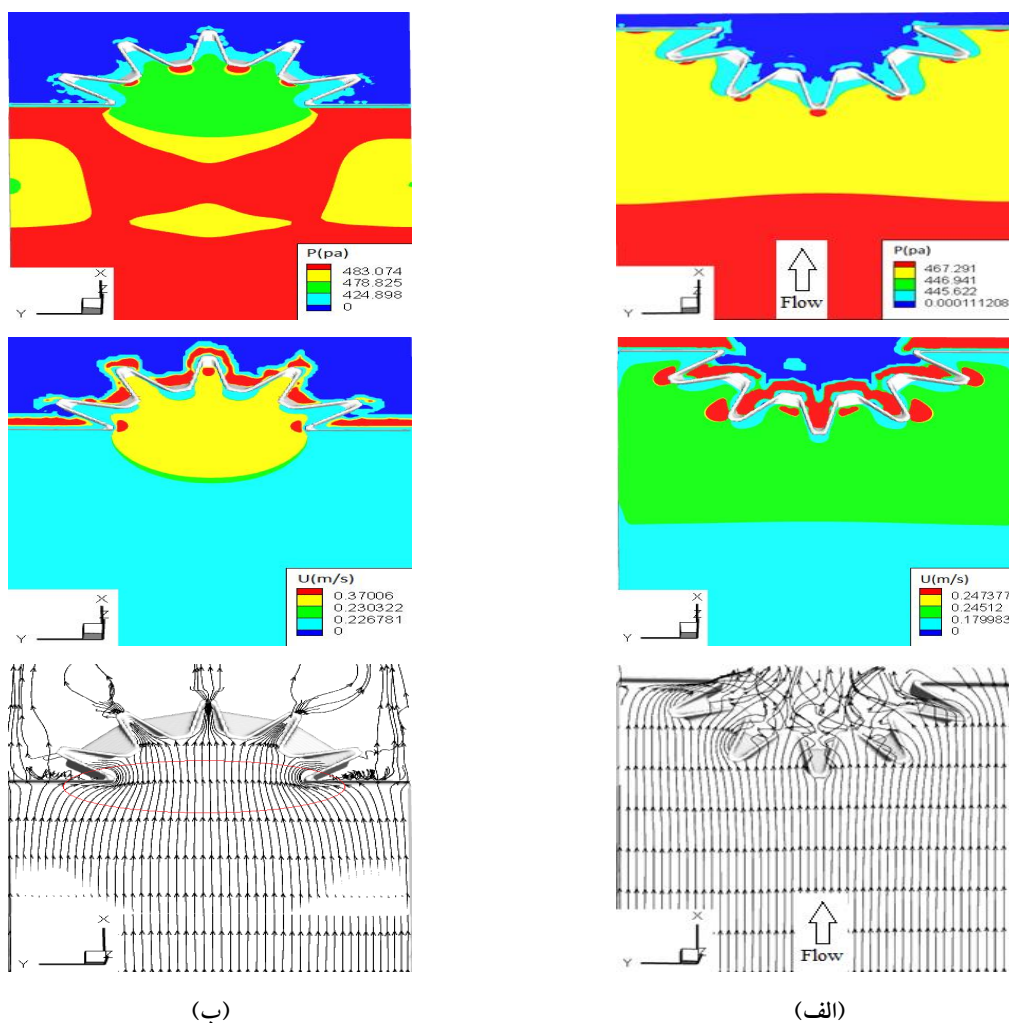 P(pa)
483.074
478.825
424.898
0
X
Z
Y
P(pa)
467.291
446.941
445.622
0.000111208
X
Z
Y
Flow
U(m/s)
0.37006
0.230322
0.226781
0
X
Z
Y
U(m/s)
0.247377
0.24512
0.179983
0
X
Z
Y
X
Z
Y
X
Z
Y
Flow
(الف)
(ب)